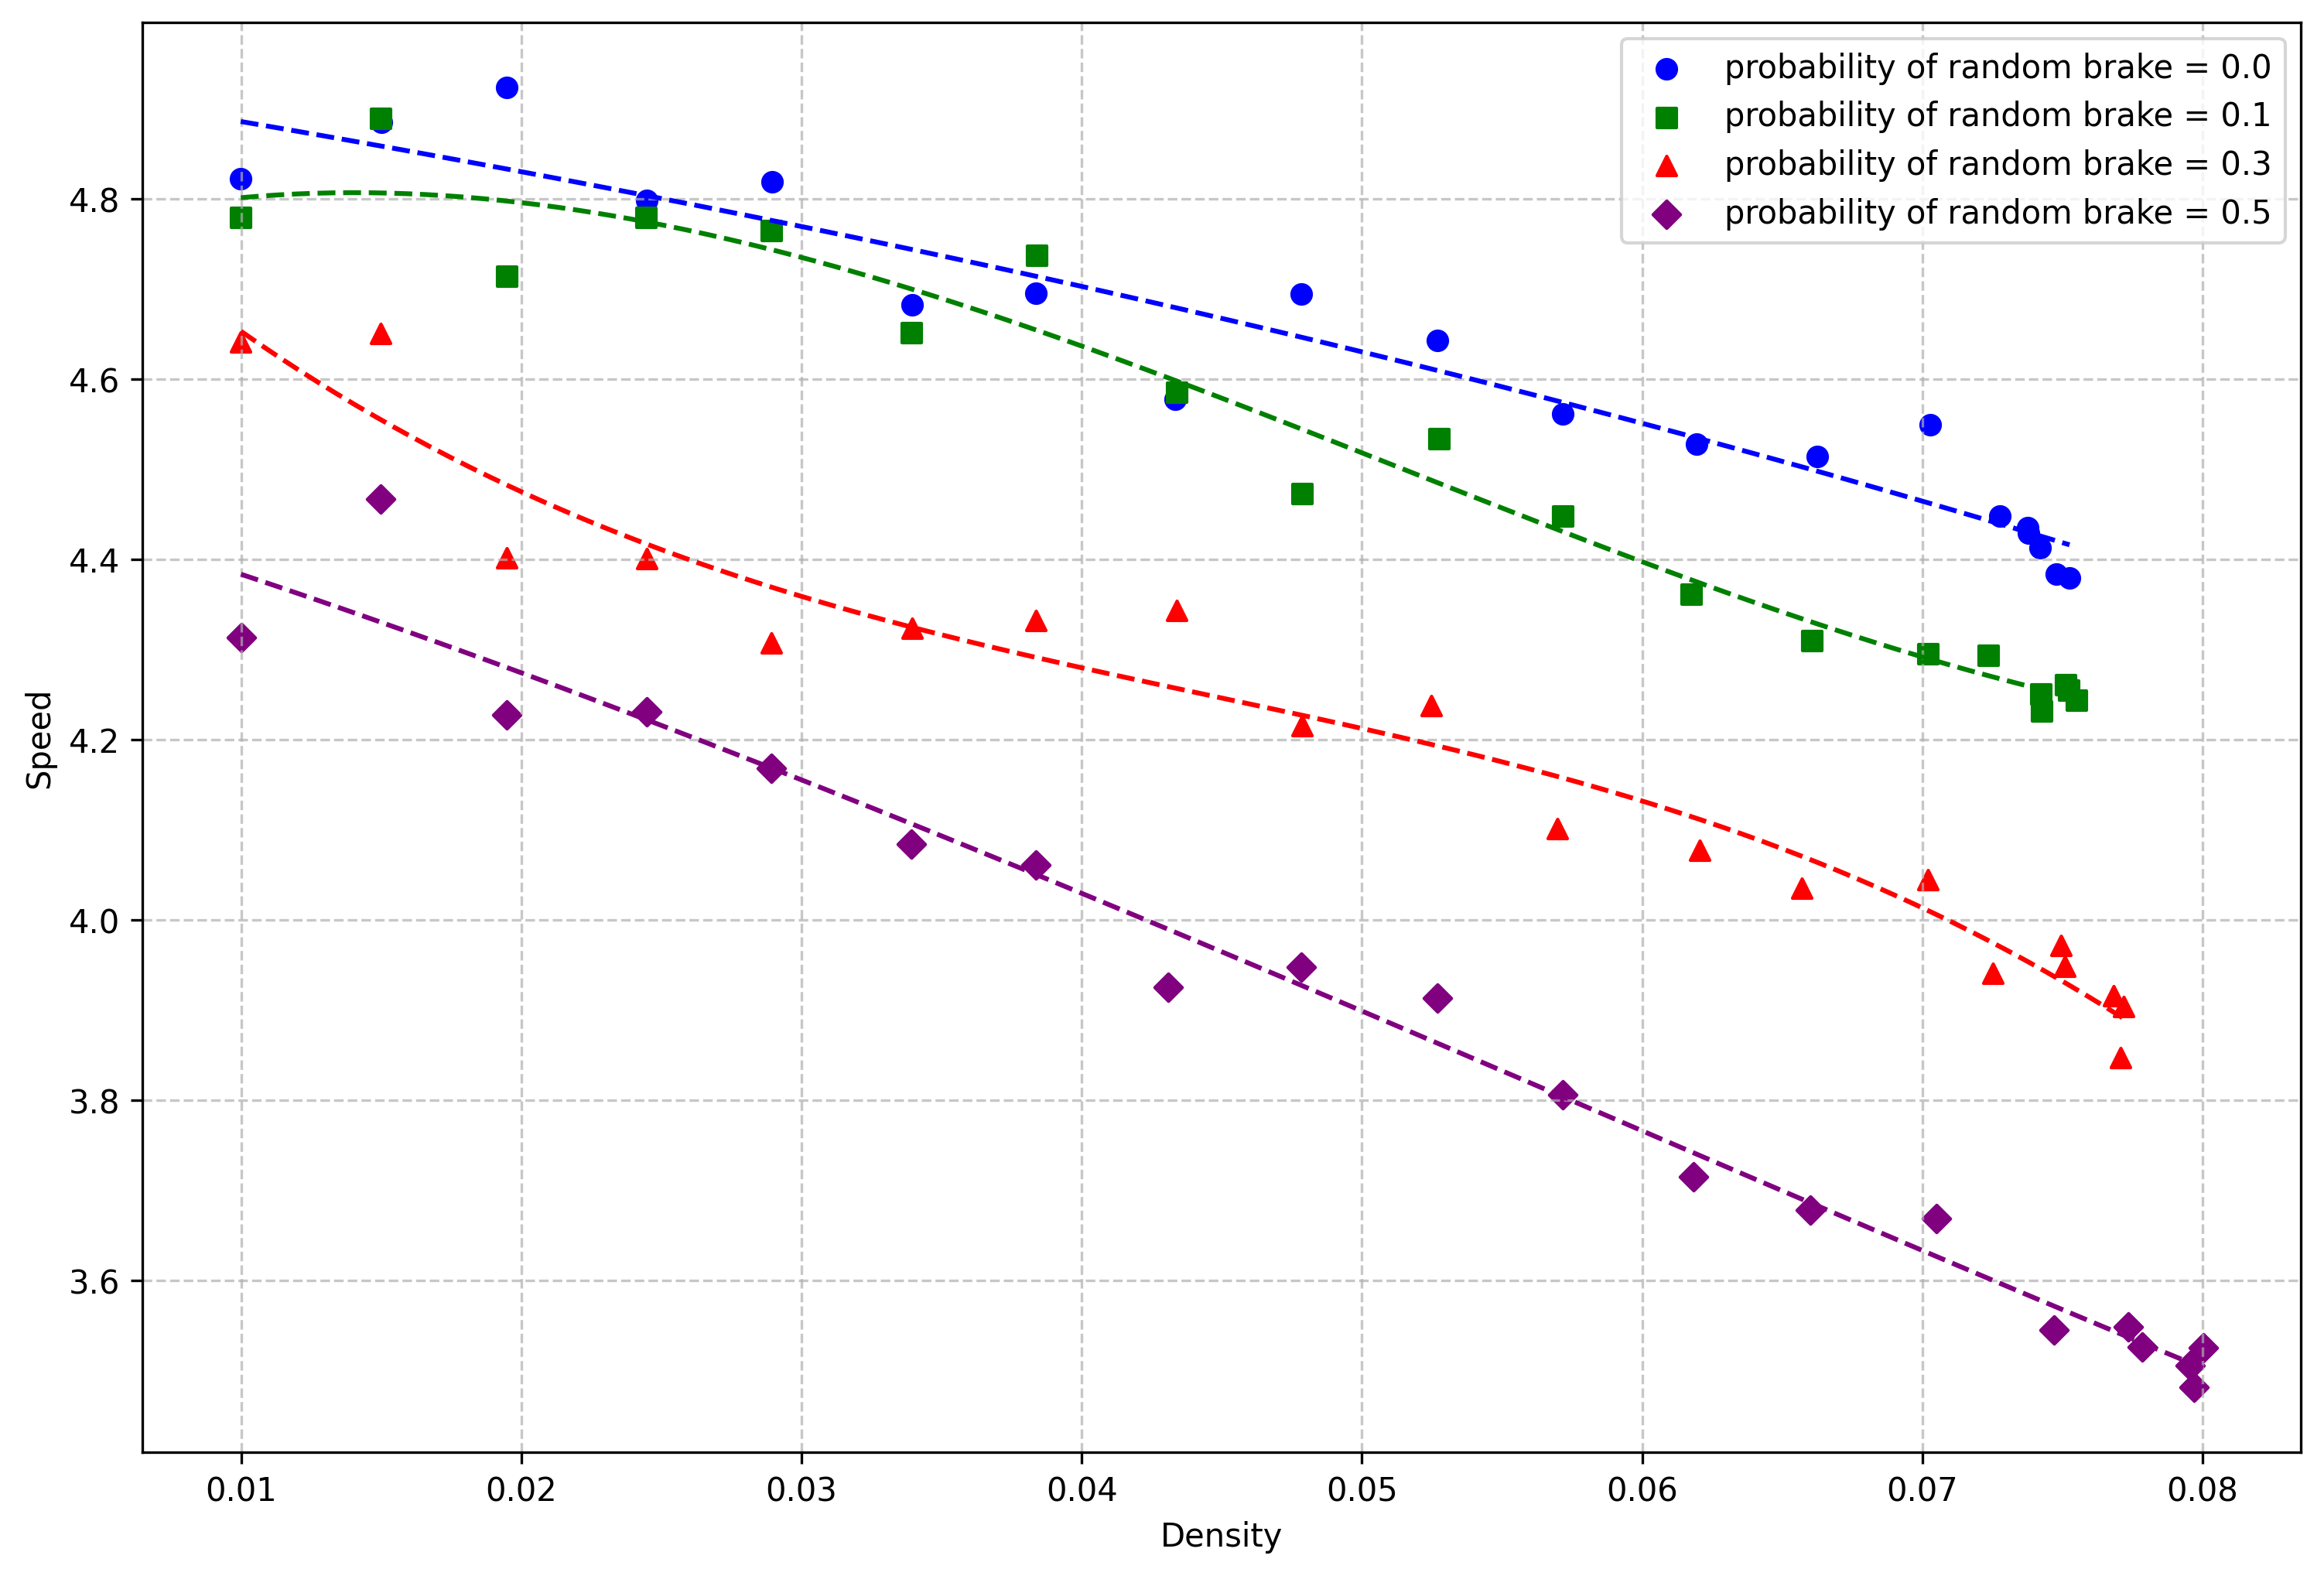 probability of random brake = 0.0
probability of random brake = 0.1
probability of random brake = 0.3
probability of random brake = 0.5
4.8
4.6
4.4
4.2
4.0
3.8
3.6
Speed
0.01 0.02 0.03 0.04 0.05 0.06 0.07 0.08
Density